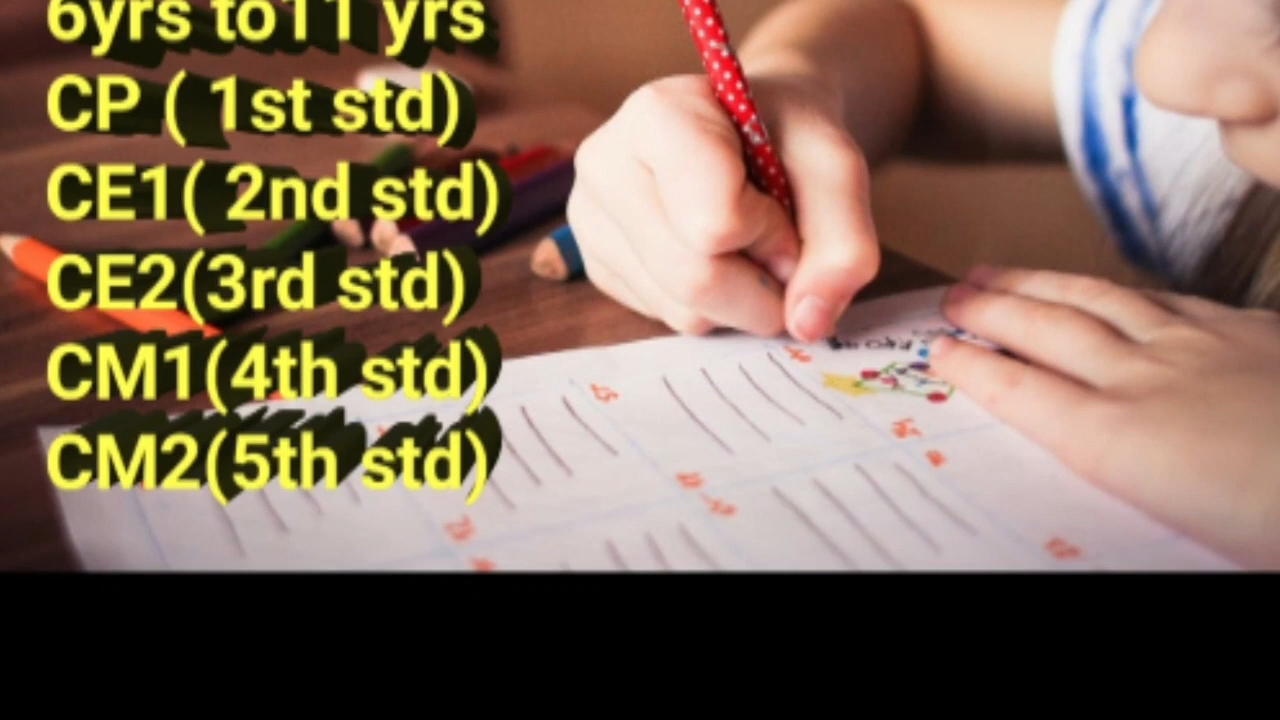 6yrs to11 yrs
CP ( 1st std)
CE1( 2nd std)
CE2(3rd std)
CM1(4th std)
CM2(5th std)